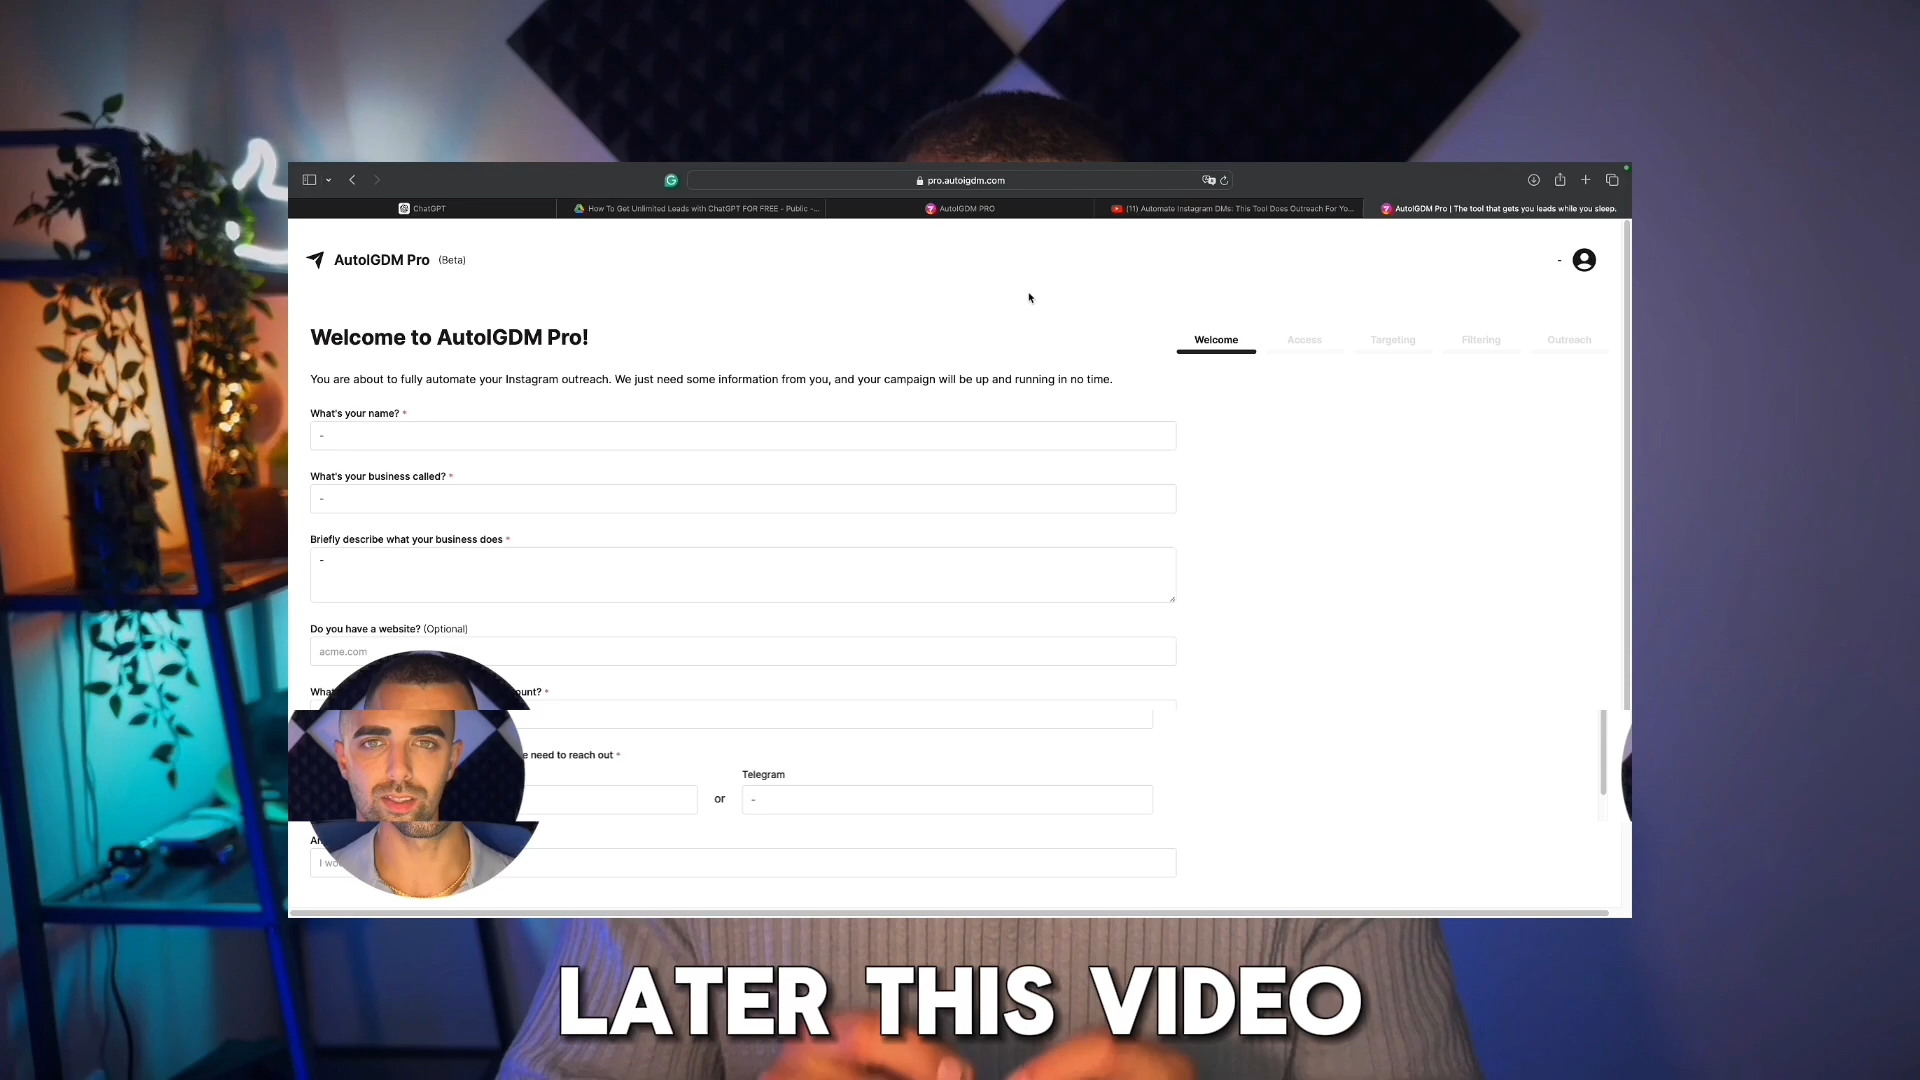 pro.autoigdm.com
ChatGPT
How To Get Unlimited Leads with ChatGPT FOR FREE - Public -...
AutoIGDM PRO
(11) Automate Instagram DMs: This Tool Does Outreach For Yo...
AutoIGDM Pro | The tool that gets you leads while you sleep.
AutoIGDM Pro (Beta)
-
Welcome to AutoIGDM Pro!
Welcome Access Targeting Filtering Outreach
You are about to fully automate your Instagram outreach. We just need some information from you, and your campaign will be up and running in no time.
What's your name? *
-
What's your business called? *
-
Briefly describe what your business does *
-
Do you have a website? (Optional)
acme.com
need to reach out *
Telegram
or
-
LATER THIS VIDEO